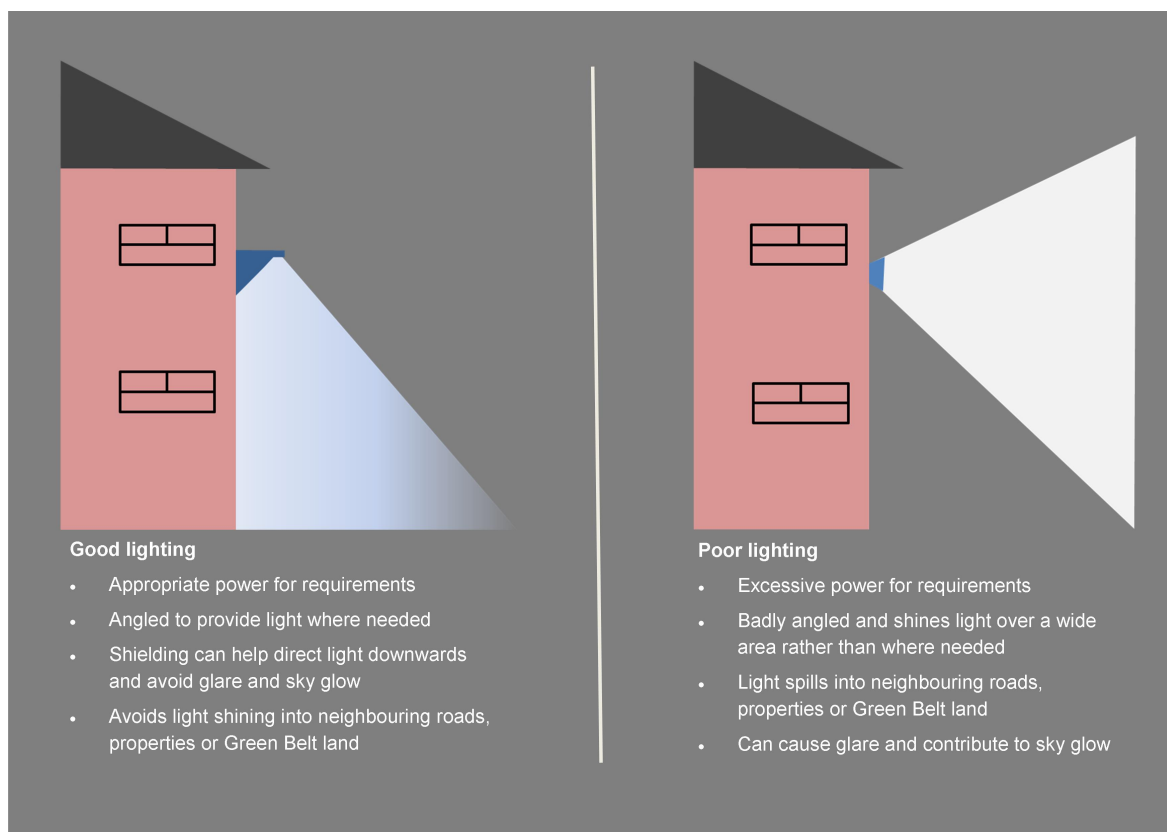 Good lighting
• Appropriate power for requirements
• Angled to provide light where needed
• Shielding can help direct light downwards
and avoid glare and sky glow
• Avoids light shining into neighbouring roads,
properties or Green Belt land
Poor lighting
• Excessive power for requirements
• Badly angled and shines light over a wide
area rather than where needed
• Light spills into neighbouring roads,
properties or Green Belt land
• Can cause glare and contribute to sky glow